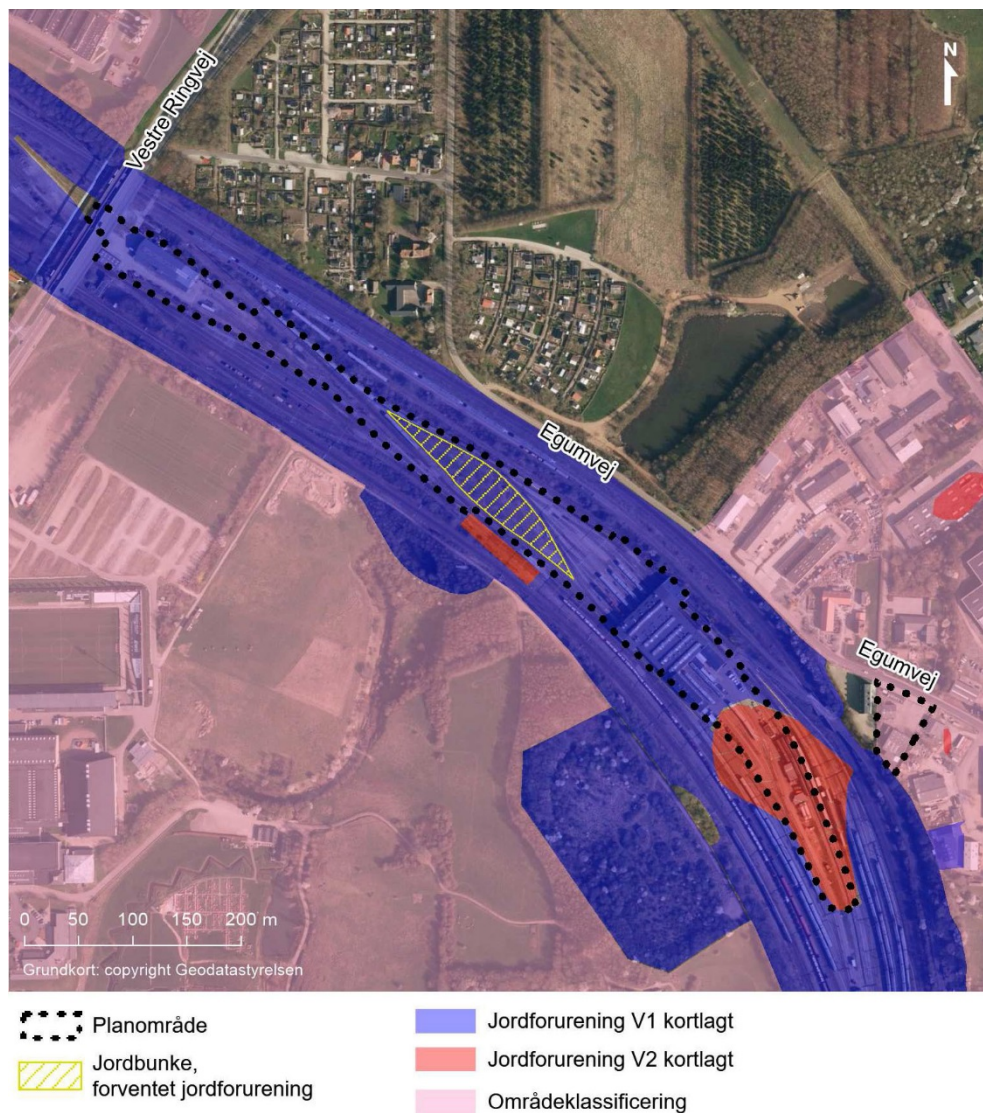 N
Vestre Ringvej
Egumvej
Egumvej
0 50 100 150 200 m
Grundkort: copyright Geodatastyrelsen
Planområde
Jordbunke,
forventet jordforurening
Jordforurening V1 kortlagt
Jordforurening V2 kortlagt
Områdeklassificering